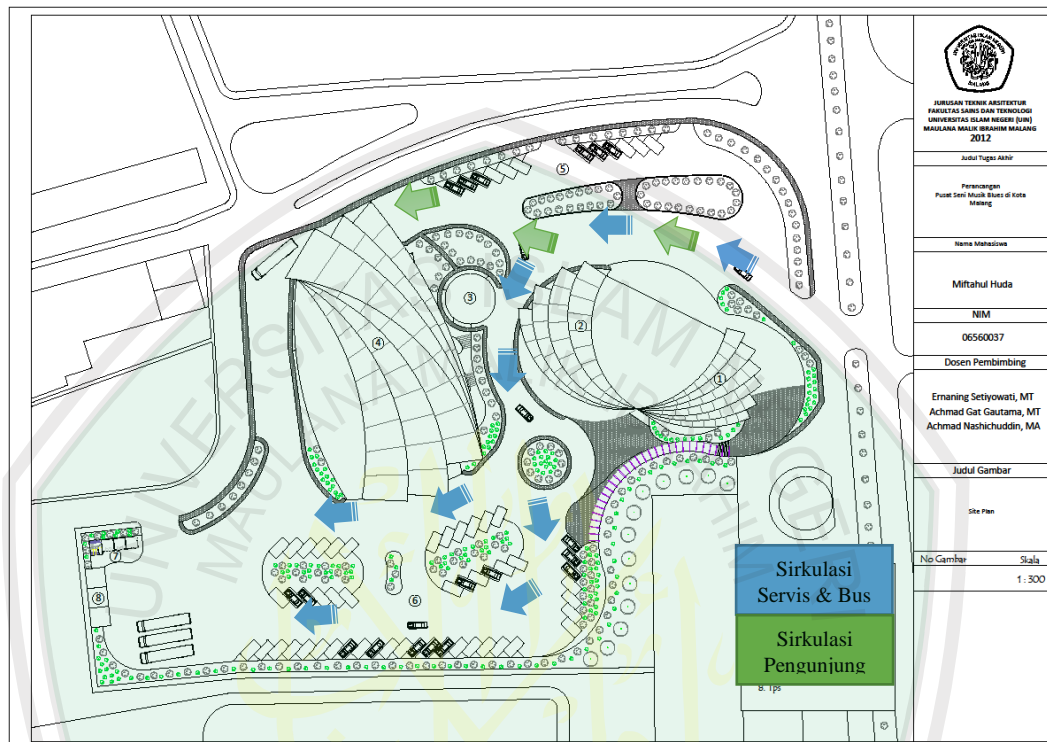 JURUSAN TEKNIK ARSITEKTUR
FAKULTAS SAINS DAN TEKNOLOGI
UNIVERSITAS ISLAM NEGERI (UIN)
MAULANA MALIK IBRAHIM MALANG
2012
Judul Tugas Akhir
Perancangan
Pusat Seni Musik Blues di Kota
Malang
Nama Mahasiswa
Miftahul Huda
NIM
06560037
Dosen Pembimbing
Ernaning Setiyowati, MT
Achmad Gat Gautama, MT
Achmad Nashichuddin, MA
Judul Gambar
Site Plan
No Gambar Skala
1 : 300
5
3
2
4
1
6
7
8
Sirkulasi
Servis & Bus
Sirkulasi
Pengunjung
8. Tps